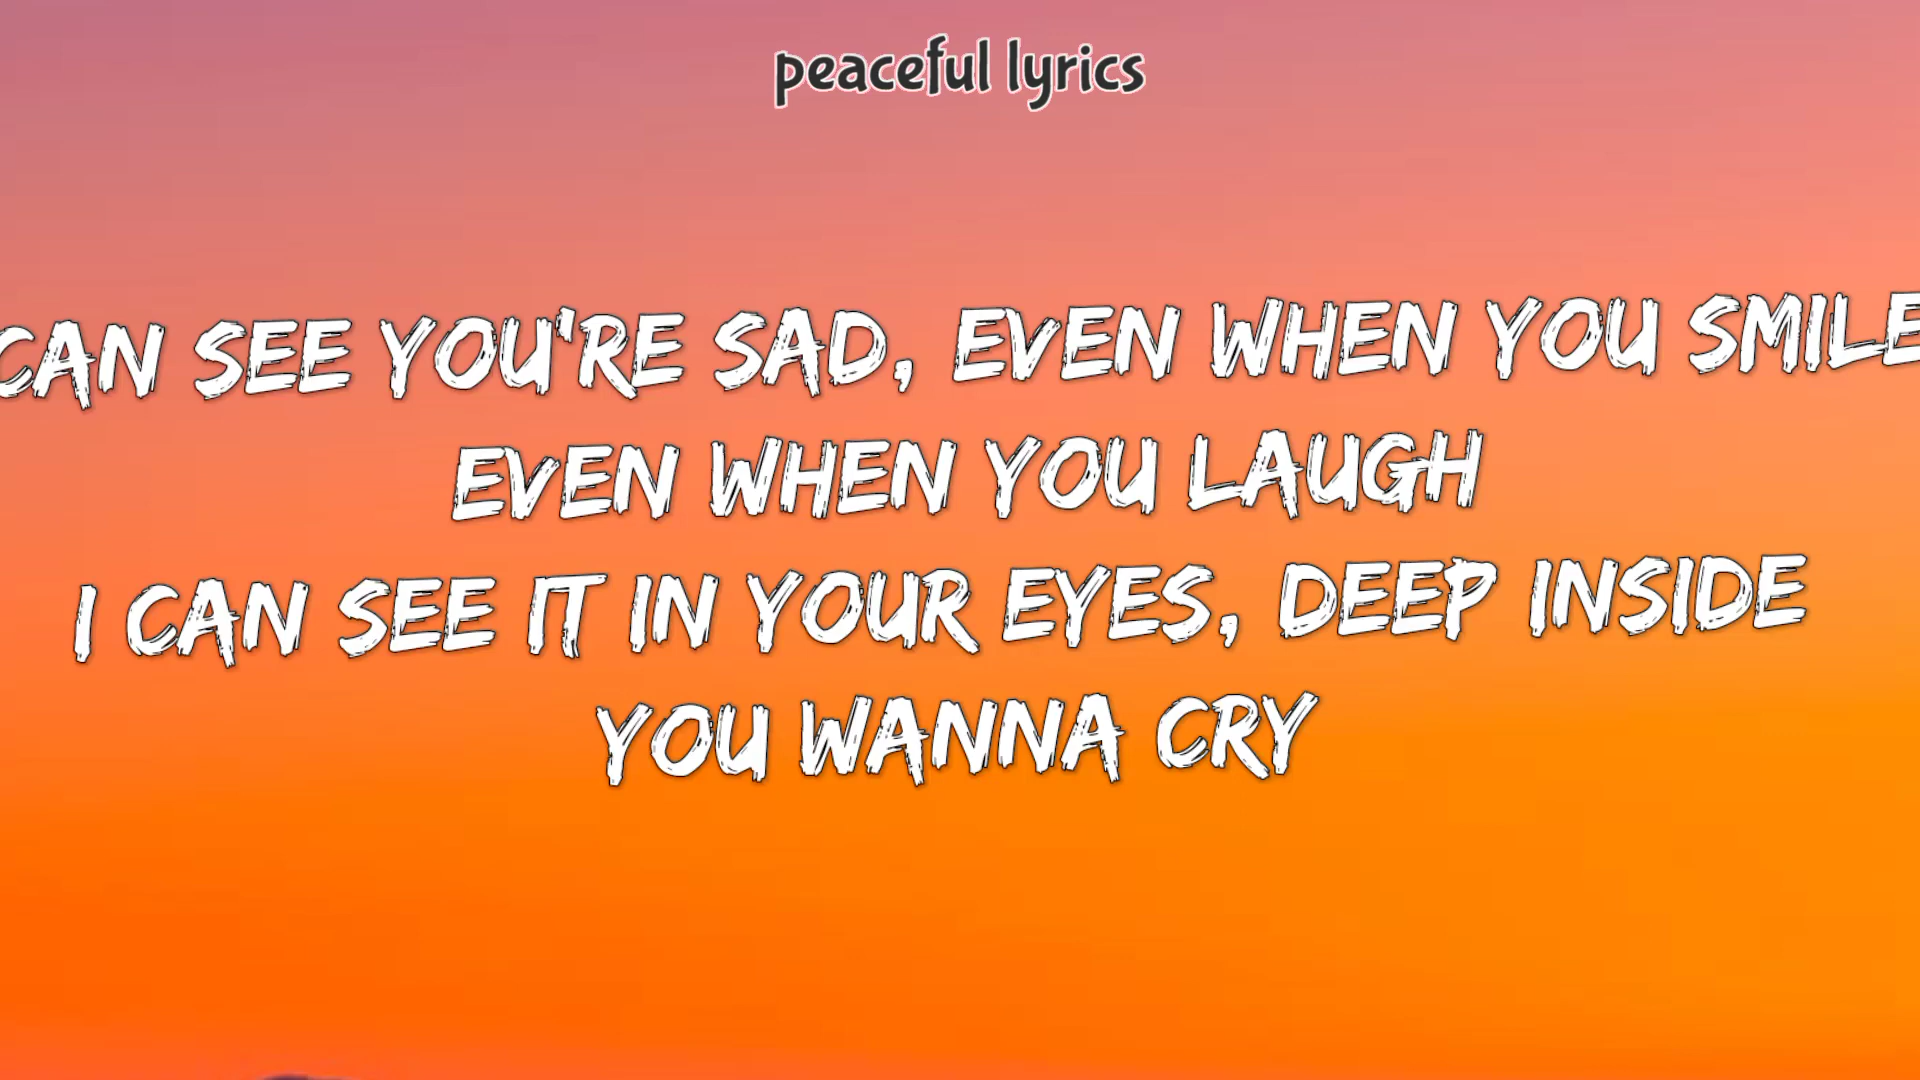 peaceful lyrics
CAN SEE YOU'RE SAD, EVEN WHEN YOU SMILE
EVEN WHEN YOU LAUGH
I CAN SEE IT IN YOUR EYES, DEEP INSIDE
YOU WANNA CRY